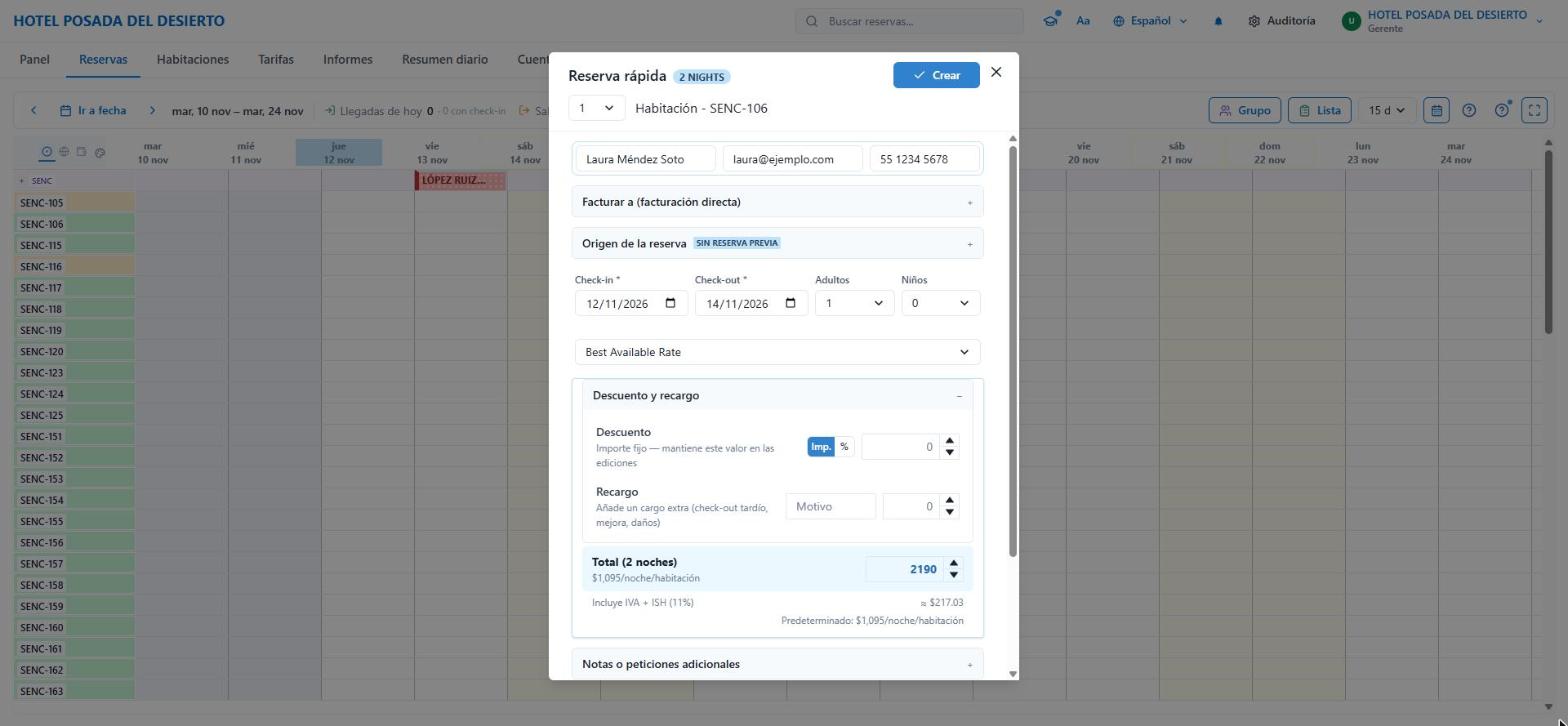 HOTEL POSADA DEL DESIERTO
Buscar reservas...
Aa
Español
Auditoría
U
HOTEL POSADA DEL DESIERTO
Gerente
Panel
Reservas
Habitaciones
Tarifas
Informes
Resumen diario
Cuent
Ir a fecha
mar, 10 nov – mar, 24 nov
Llegadas de hoy 0 · 0 con check-in
Sal
Grupo
Lista
15 d
mar
10 nov
mié
11 nov
jue
12 nov
vie
13 nov
sáb
14 nov
vie
20 nov
sáb
21 nov
dom
22 nov
lun
23 nov
mar
24 nov
+ SENC
LÓPEZ RUIZ...
SENC-105
SENC-106
SENC-115
SENC-116
SENC-117
SENC-118
SENC-119
SENC-120
SENC-123
SENC-124
SENC-125
SENC-151
SENC-152
SENC-153
SENC-154
SENC-155
SENC-156
SENC-157
SENC-158
SENC-159
SENC-160
SENC-161
SENC-162
SENC-163
Reserva rápida
2 NIGHTS
Crear
1
Habitación - SENC-106
Laura Méndez Soto
laura@ejemplo.com
55 1234 5678
Facturar a (facturación directa)
+
Origen de la reserva
SIN RESERVA PREVIA
+
Check-in *
Check-out *
Adultos
Niños
12/11/2026
14/11/2026
1
0
Best Available Rate
Descuento y recargo
−
Descuento
Importe fijo — mantiene este valor en las
ediciones
Imp.
%
0
Recargo
Añade un cargo extra (check-out tardío,
mejora, daños)
Motivo
0
Total (2 noches)
$1,095/noche/habitación
2190
Incluye IVA + ISH (11%)
≈ $217.03
Predeterminado: $1,095/noche/habitación
Notas o peticiones adicionales
+